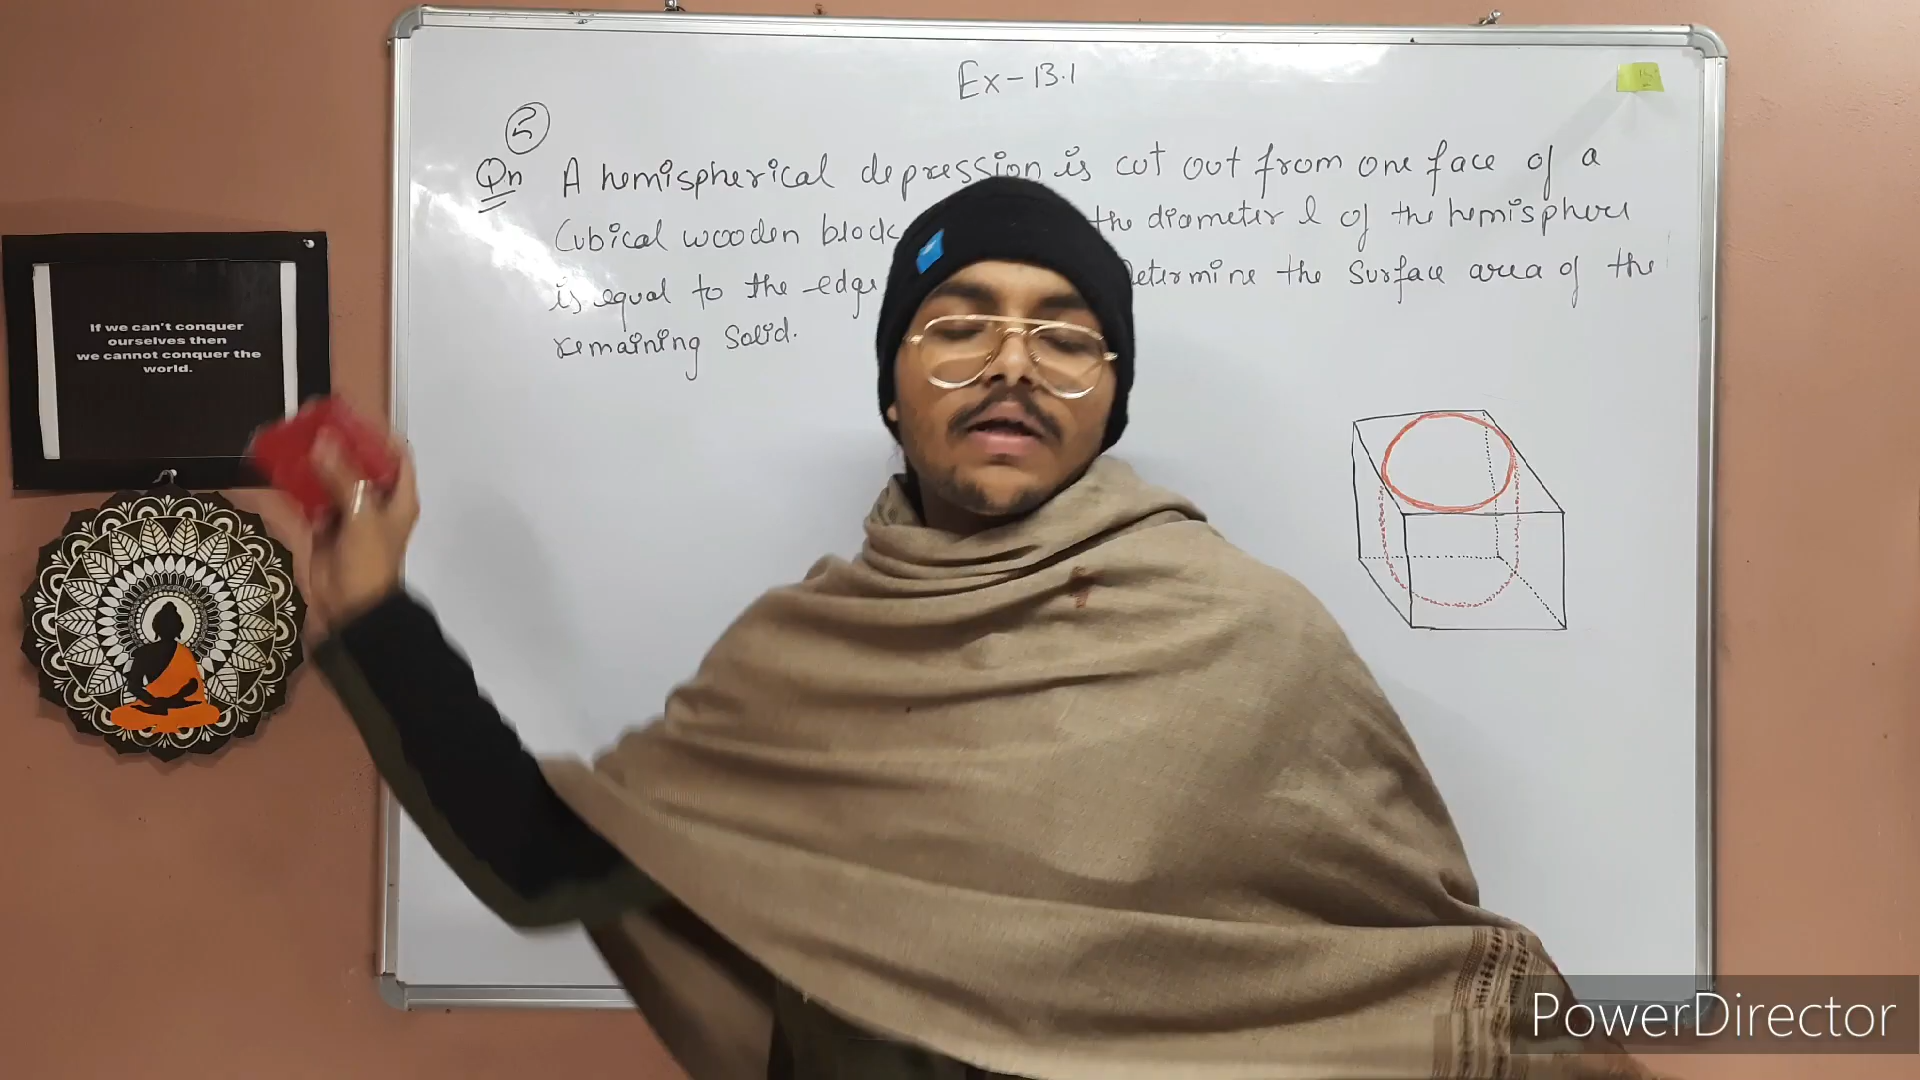 Ex-13.1
5
Qn A hemispherical depression is cut out from one face of a
Cubical wooden block the diameter l of the hemisphere
is equal to the edge Determine the surface area of the
remaining solid.
If we can't conquer
ourselves then
we cannot conquer the
world.
PowerDirector